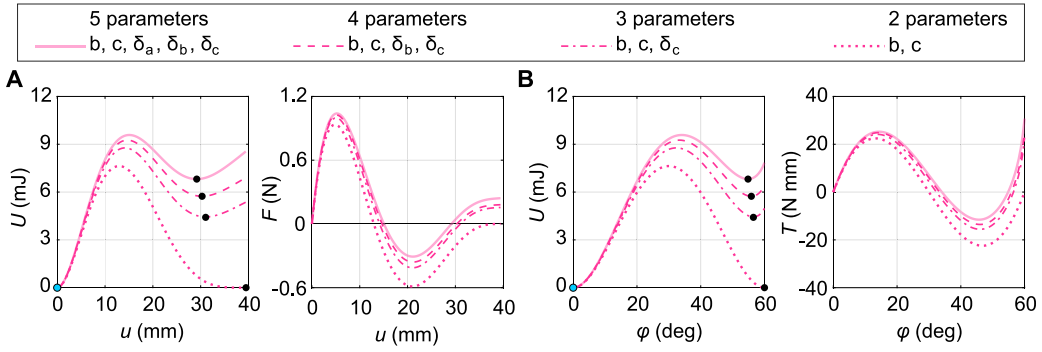 5 parameters 4 parameters 3 parameters 2 parameters
b, c, δa, δb, δc b, c, δb, δc b, c, δc b, c
A B
12 1.2 12 40
9 9 20
0.6
6 6 0
0
3 3 -20
0 -0.6 0 -40
U (mJ) F (N) U (mJ) T (N mm)
0 10 20 30 40 0 10 20 30 40 0 20 40 60 0 20 40 60
u (mm) u (mm) φ (deg) φ (deg)